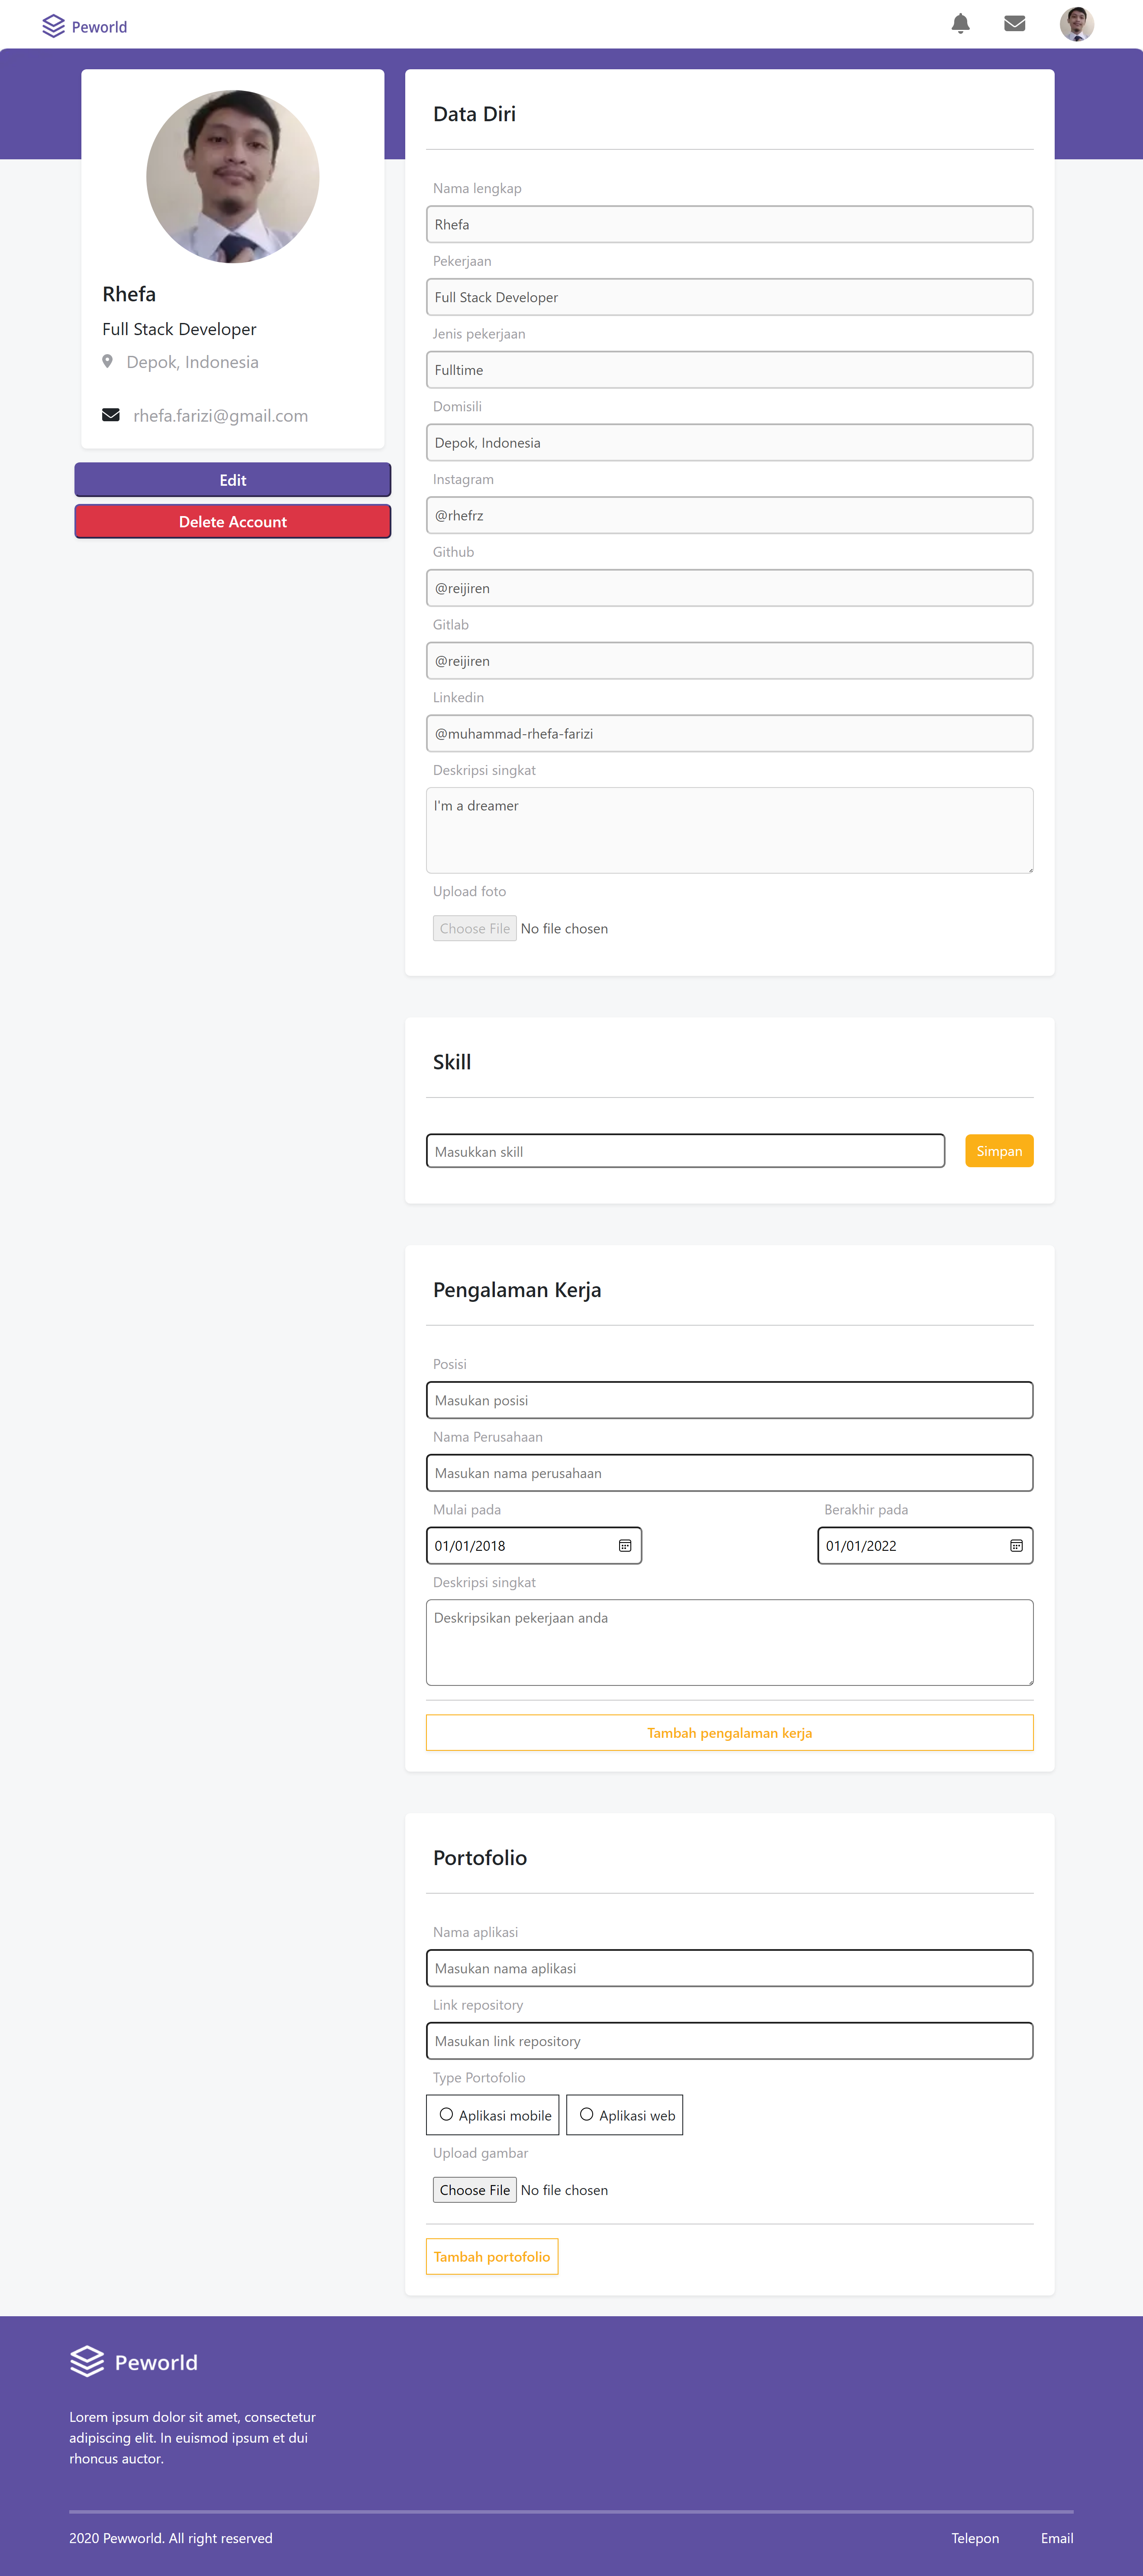 Peworld
Rhefa
Full Stack Developer
Depok, Indonesia
rhefa.farizi@gmail.com
Edit
Delete Account
Data Diri
Nama lengkap
Rhefa
Pekerjaan
Full Stack Developer
Jenis pekerjaan
Fulltime
Domisili
Depok, Indonesia
Instagram
@rhefrz
Github
@reijiren
Gitlab
@reijiren
Linkedin
@muhammad-rhefa-farizi
Deskripsi singkat
I'm a dreamer
Upload foto
Choose File No file chosen
Skill
Masukkan skill
Simpan
Pengalaman Kerja
Posisi
Masukan posisi
Nama Perusahaan
Masukan nama perusahaan
Mulai pada Berakhir pada
01/01/2018 01/01/2022
Deskripsi singkat
Deskripsikan pekerjaan anda
Tambah pengalaman kerja
Portofolio
Nama aplikasi
Masukan nama aplikasi
Link repository
Masukan link repository
Type Portofolio
Aplikasi mobile Aplikasi web
Upload gambar
Choose File No file chosen
Tambah portofolio
Peworld
Lorem ipsum dolor sit amet, consectetur
adipiscing elit. In euismod ipsum et dui
rhoncus auctor.
2020 Pewworld. All right reserved
Telepon Email